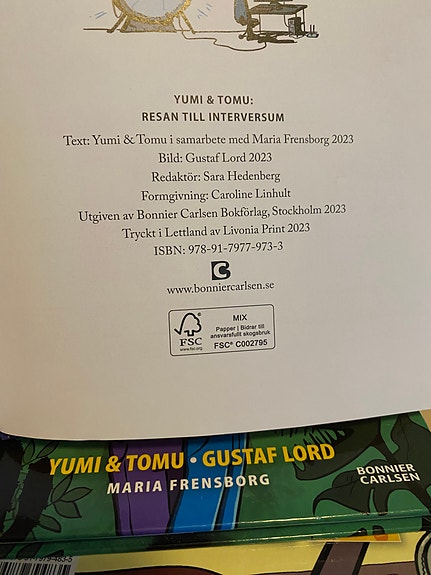 YUMI & TOMU:
RESAN TILL INTERVERSUM
Text: Yumi & Tomu i samarbete med Maria Frensborg 2023
Bild: Gustaf Lord 2023
Redaktör: Sara Hedenberg
Formgivning: Caroline Linhult
Utgiven av Bonnier Carlsen Bokförlag, Stockholm 2023
Tryckt i Lettland av Livonia Print 2023
ISBN: 978-91-7977-973-3
C
www.bonniercarlsen.se
FSC
www.fsc.org
MIX
Papper | Bidrar till
ansvarsfullt skogsbruk
FSC® C002795
YUMI & TOMU • GUSTAF LORD
MARIA FRENSBORG
BONNIER
CARLSEN